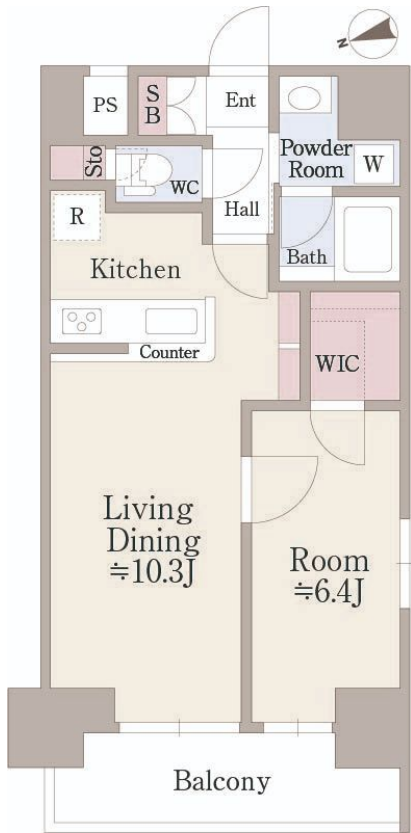 N
PS
S
B
Ent
Sto
WC
Powder
Room
W
R
Hall
Kitchen
Bath
Counter
WIC
Living
Dining
≒10.3J
Room
≒6.4J
Balcony